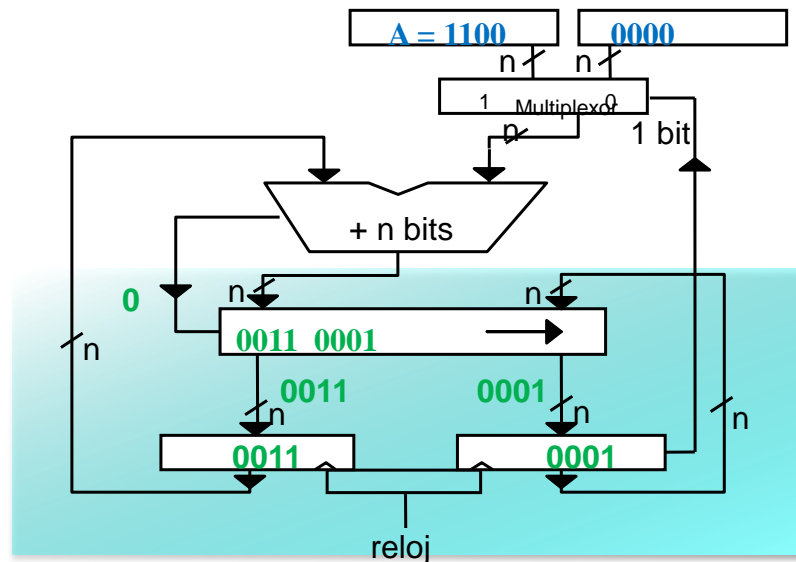 A = 1100
0000
n
n
1
Multiplexor
0
n
1 bit
+ n bits
0
n
n
n
0011 0001
0011
0001
n
n
n
0011
0001
reloj